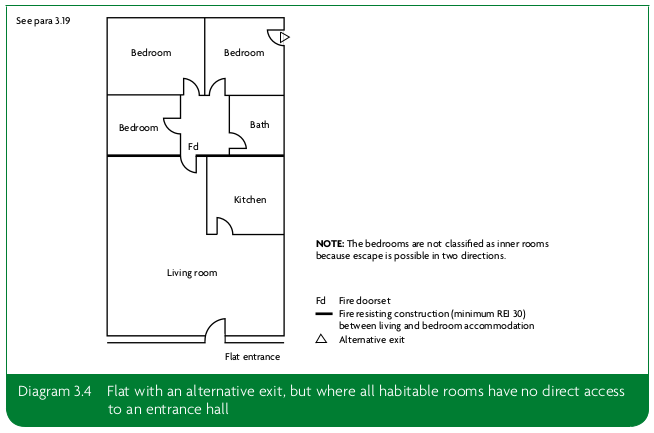 See para 3.19
Bedroom
Bedroom
Bedroom
Bath
Fd
Kitchen
Living room
Flat entrance
NOTE: The bedrooms are not classified as inner rooms
because escape is possible in two directions.
Fd Fire doorset
Fire resisting construction (minimum REI 30)
between living and bedroom accommodation
Alternative exit
Diagram 3.4 Flat with an alternative exit, but where all habitable rooms have no direct access
to an entrance hall